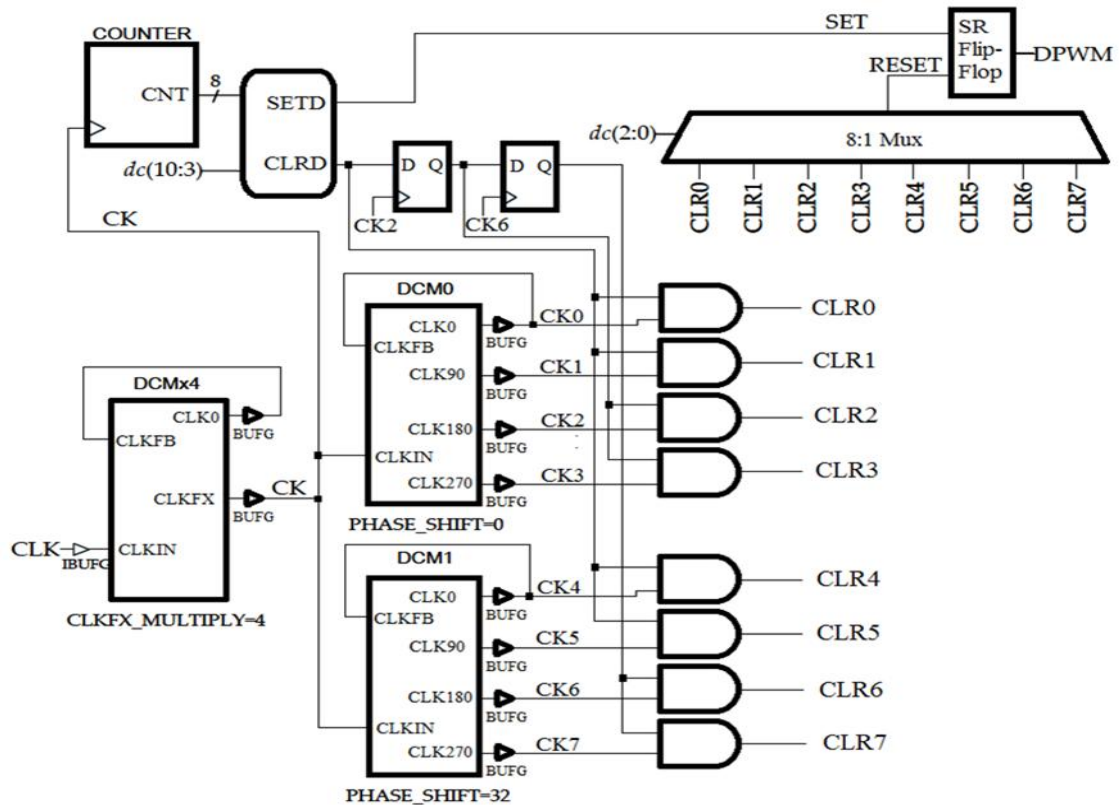 COUNTER
CNT
8
SETD
CLRD
dc(10:3)
CK
SET
SR
Flip-
Flop
DPWM
RESET
dc(2:0)
8:1 Mux
CLR0
CLR1
CLR2
CLR3
CLR4
CLR5
CLR6
CLR7
D Q
CK2
D Q
CK6
DCM0
CLK0
CLKFB
CLK90
CLK180
CLKIN
CLK270
BUFG
BUFG
BUFG
BUFG
CK0
CK1
CK2
CK3
PHASE_SHIFT=0
DCMx4
CLK0
CLKFB
BUFG
CLKFX
BUFG
CK
CLK
IBUFG
CLKIN
CLKFX_MULTIPLY=4
DCM1
CLK0
CLKFB
CLK90
CLK180
CLKIN
CLK270
BUFG
BUFG
BUFG
BUFG
CK4
CK5
CK6
CK7
PHASE_SHIFT=32
CLR0
CLR1
CLR2
CLR3
CLR4
CLR5
CLR6
CLR7